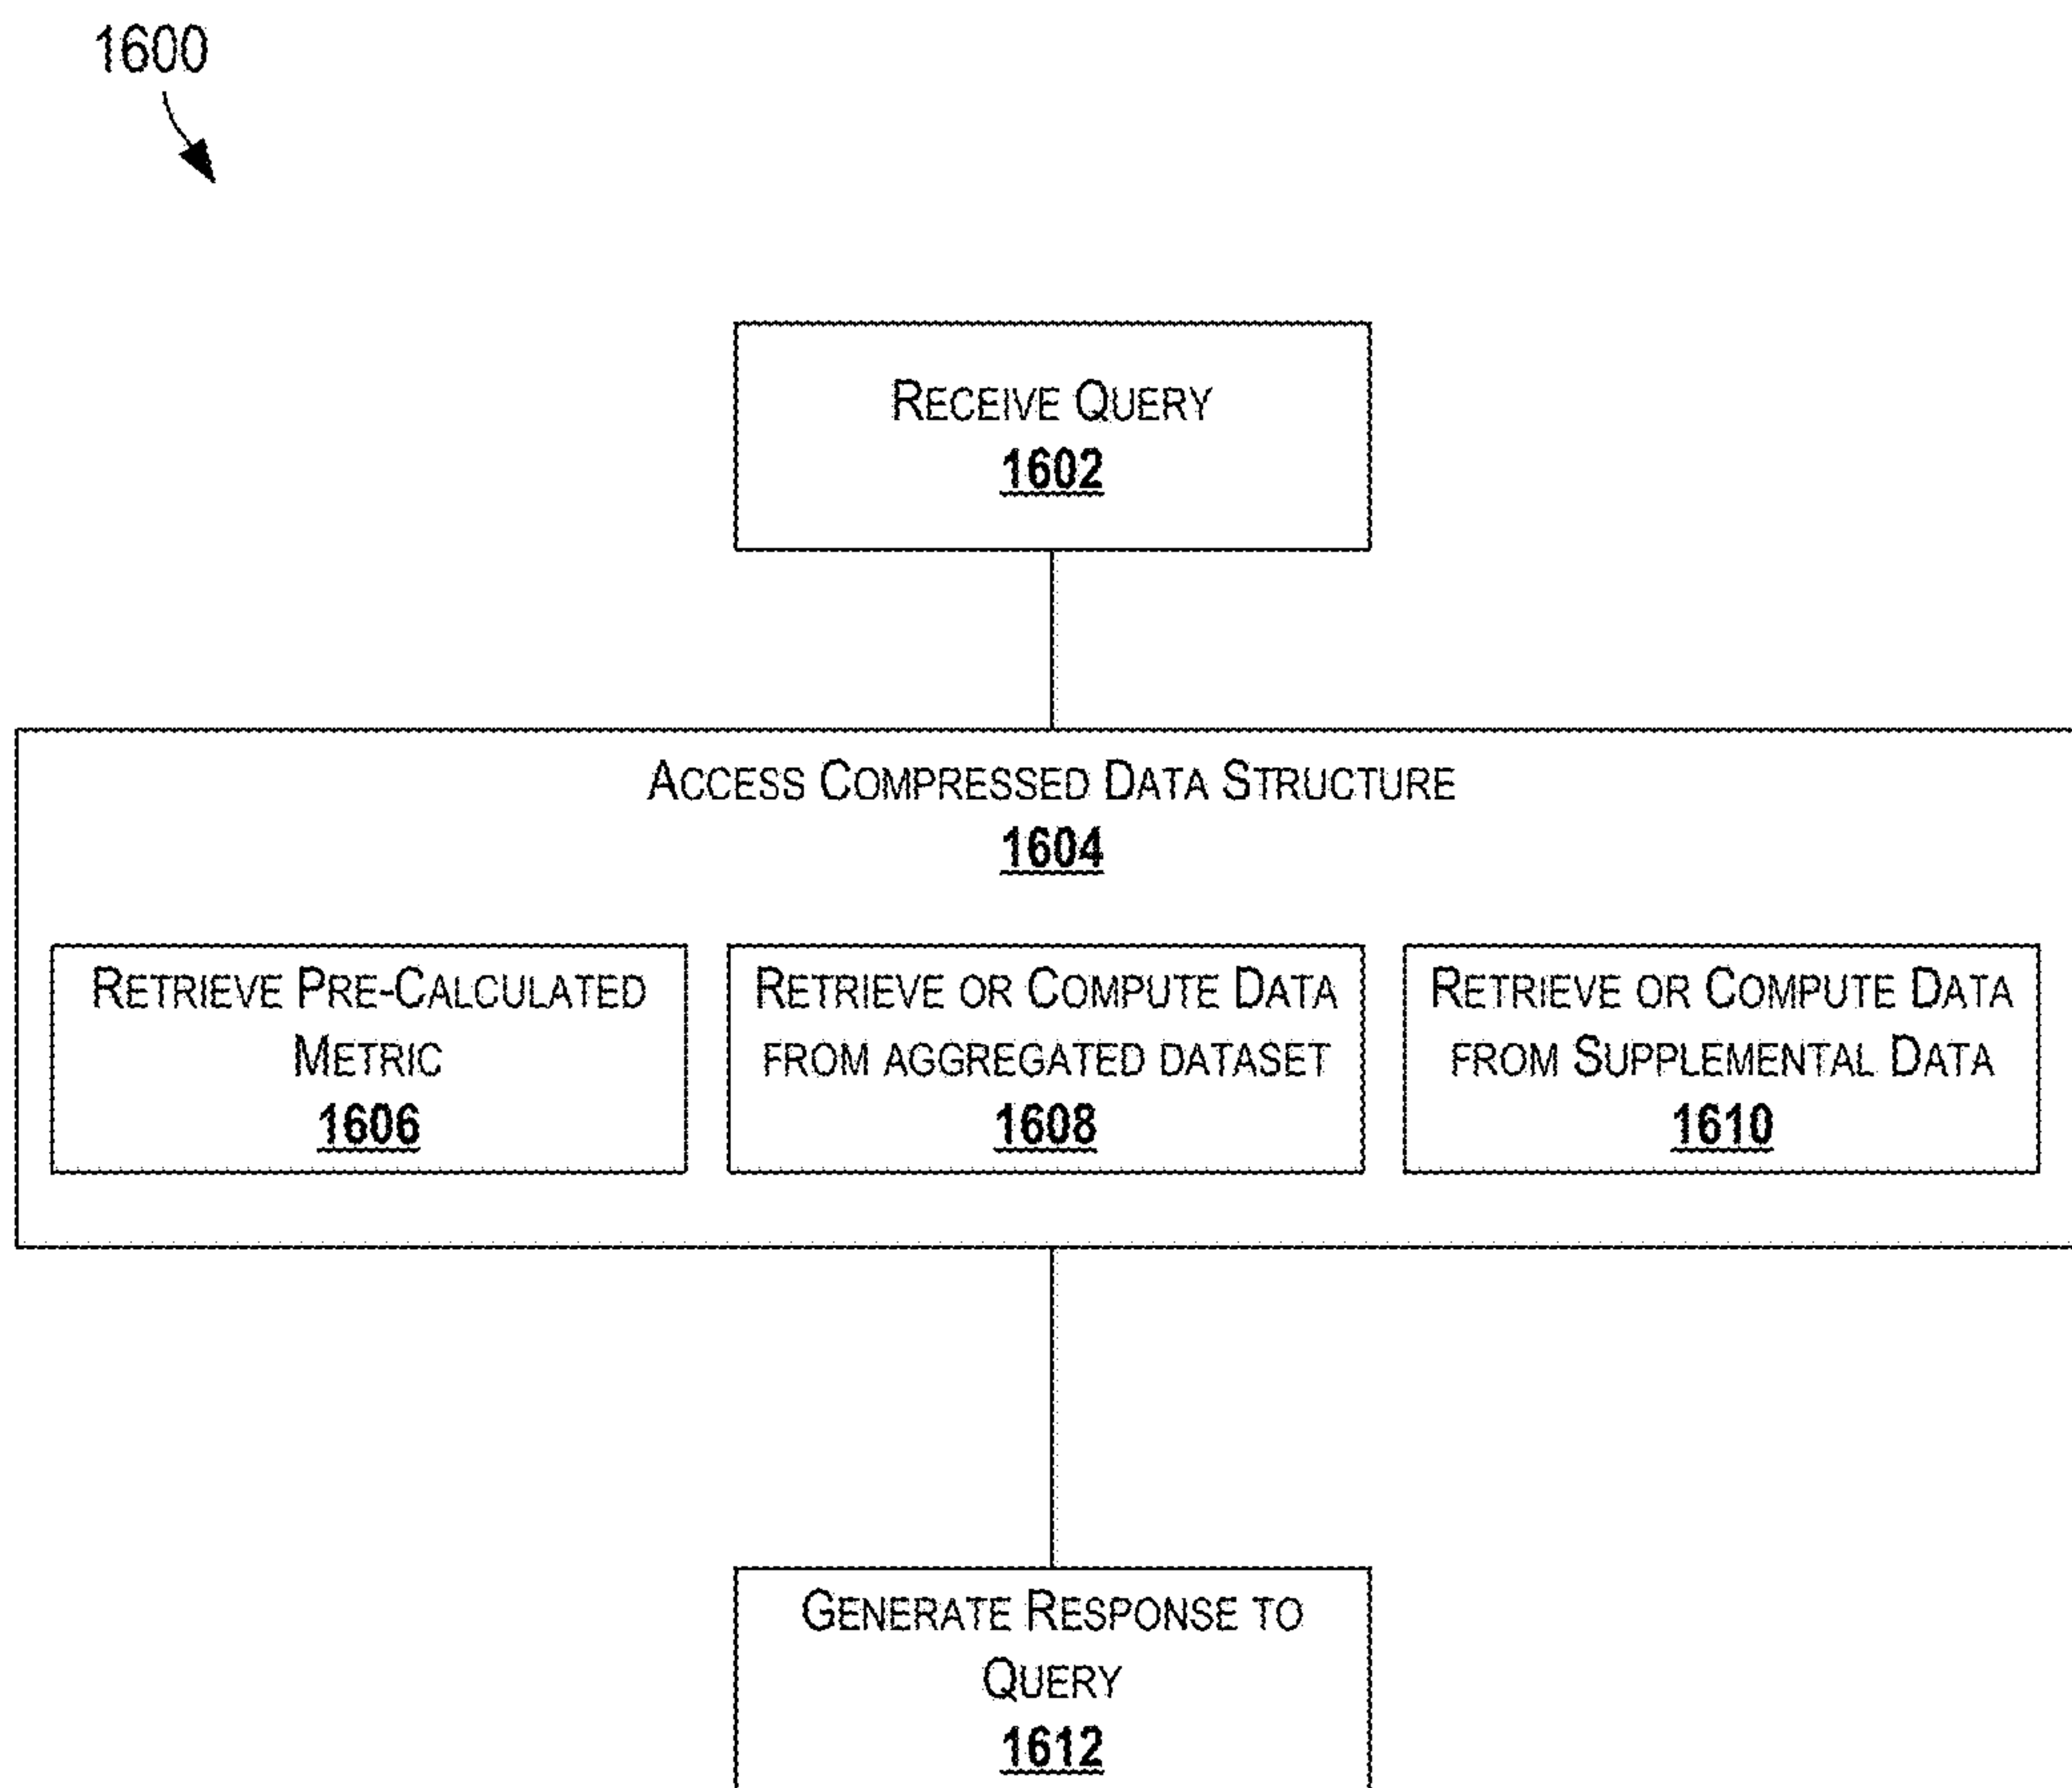 1600
RECEIVE QUERY
1602
ACCESS COMPRESSED DATA STRUCTURE
1604
RETRIEVE PRE-CALCULATED
METRIC
1606
RETRIEVE OR COMPUTE DATA
FROM AGGREGATED DATASET
1608
RETRIEVE OR COMPUTE DATA
FROM SUPPLEMENTAL DATA
1610
GENERATE RESPONSE TO
QUERY
1612